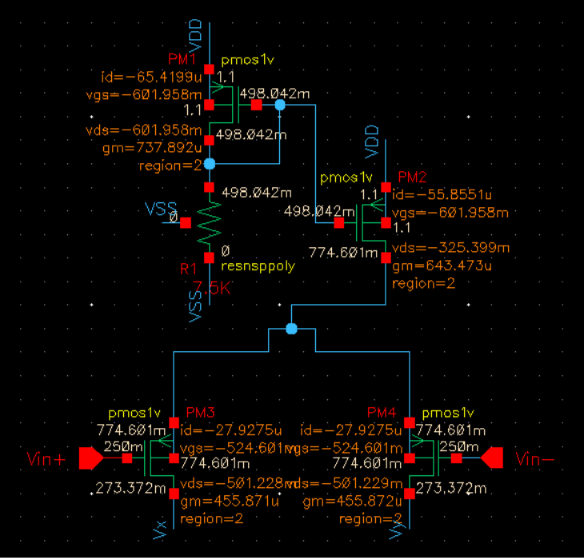 VDD
PM1
pmos1v
id=-65.4199u
1.1
vgs=-601.958m
498.042m
1.1
vds=-601.958m
498.042m
gm=737.892u
region=2
VDD
pmos1v
PM2
498.042m
1.1
id=-55.8551u
VSS
0
498.042m
vgs=-601.958m
1.1
774.601m
vds=-325.399m
gm=643.473u
region=2
0
R1
resnsppoly
7.5K
VSS
pmos1v
PM3
PM4
pmos1v
774.601m
id=-27.9275u
id=-27.9275u
774.601m
250m
vgs=-524.601m
vgs=-524.601m
250m
Vin+
774.601m
774.601m
Vin-
273.372m
vds=-501.228m
vds=-501.229m
273.372m
gm=455.871u
gm=455.872u
Vx
region=2
region=2
Vy